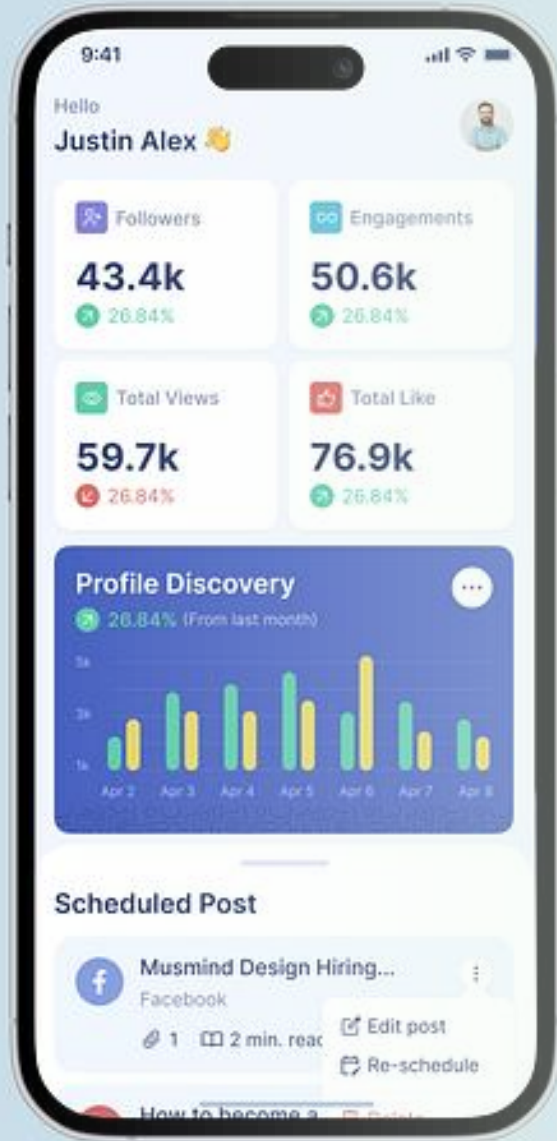 9:41
Hello
Justin Alex 👋
Followers
43.4k
26.84%
Engagements
50.6k
26.84%
Total Views
59.7k
26.84%
Total Like
76.9k
26.84%
Profile Discovery
26.84% (From last month)
5k
3k
1k
Apr 2 Apr 3 Apr 4 Apr 5 Apr 6 Apr 7 Apr 8
Scheduled Post
Musmind Design Hiring...
Facebook
1 2 min. read
Edit post
Re-schedule
How to become a
Delete